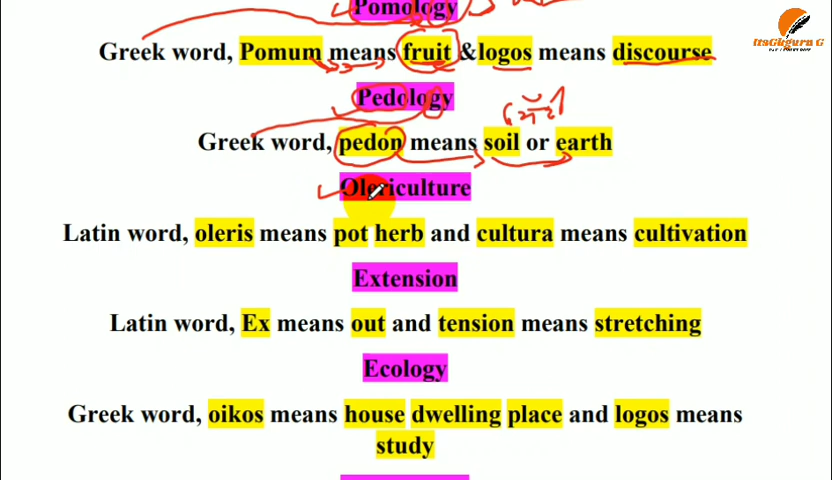 Pomology
ItsGkguru G
Greek word, Pomum means fruit &logos means discourse
Pedology
Greek word, pedon means soil or earth
Olericulture
Latin word, oleris means pot herb and cultura means cultivation
Extension
Latin word, Ex means out and tension means stretching
Ecology
Greek word, oikos means house dwelling place and logos means
study